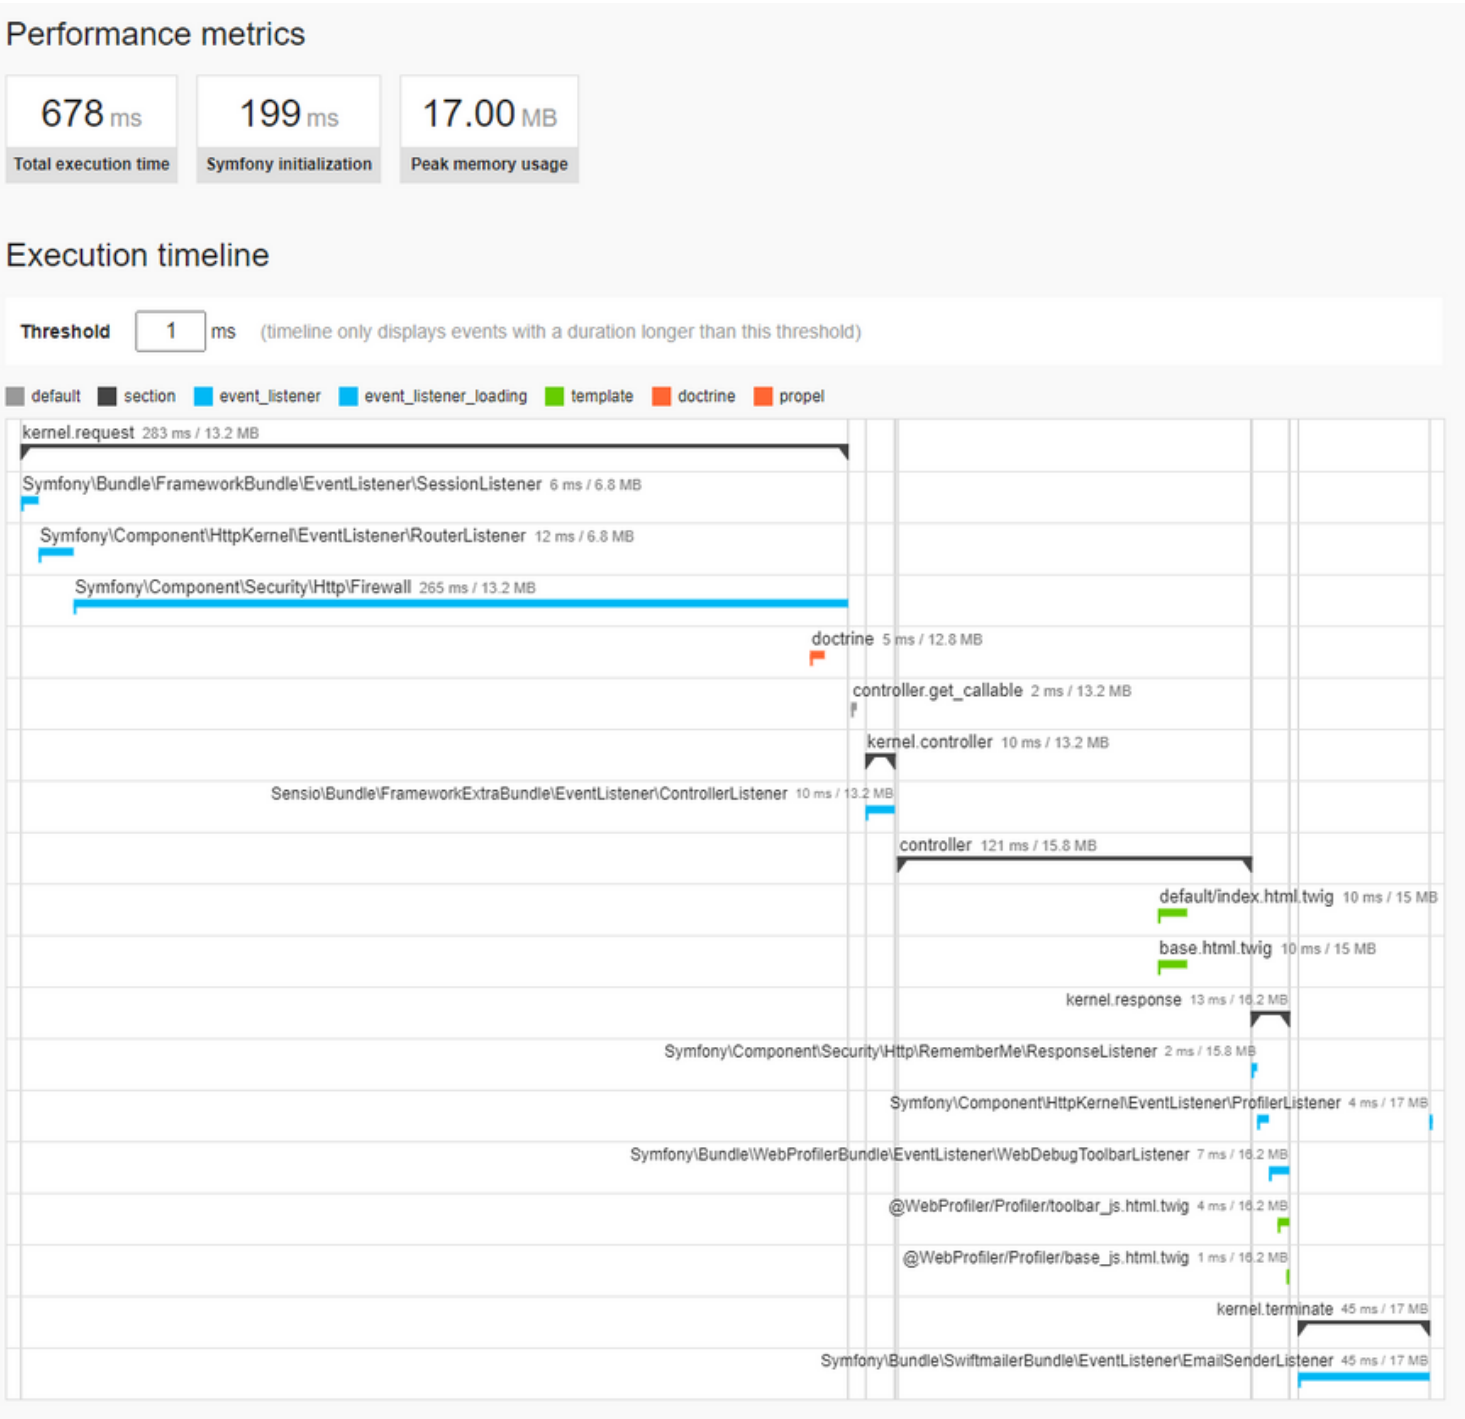 Performance metrics
678 ms 199 ms 17.00 MB
Total execution time Symfony initialization Peak memory usage
Execution timeline
Threshold 1 ms (timeline only displays events with a duration longer than this threshold)
default section event_listener event_listener_loading template doctrine propel
kernel.request 283 ms / 13.2 MB
Symfony\Bundle\FrameworkBundle\EventListener\SessionListener 6 ms / 6.8 MB
Symfony\Component\HttpKernel\EventListener\RouterListener 12 ms / 6.8 MB
Symfony\Component\Security\Http\Firewall 265 ms / 13.2 MB
doctrine 5 ms / 12.8 MB
controller.get_callable 2 ms / 13.2 MB
kernel.controller 10 ms / 13.2 MB
Sensio\Bundle\FrameworkExtraBundle\EventListener\ControllerListener 10 ms / 13.2 MB
controller 121 ms / 15.8 MB
default/index.html.twig 10 ms / 15 MB
base.html.twig 10 ms / 15 MB
kernel.response 13 ms / 16.2 MB
Symfony\Component\Security\Http\RememberMe\ResponseListener 2 ms / 15.8 MB
Symfony\Component\HttpKernel\EventListener\ProfilerListener 4 ms / 17 MB
Symfony\Bundle\WebProfilerBundle\EventListener\WebDebugToolbarListener 7 ms / 16.2 MB
@WebProfiler/Profiler/toolbar_js.html.twig 4 ms / 16.2 MB
@WebProfiler/Profiler/base_js.html.twig 1 ms / 16.2 MB
kernel.terminate 45 ms / 17 MB
Symfony\Bundle\SwiftmailerBundle\EventListener\EmailSenderListener 45 ms / 17 MB